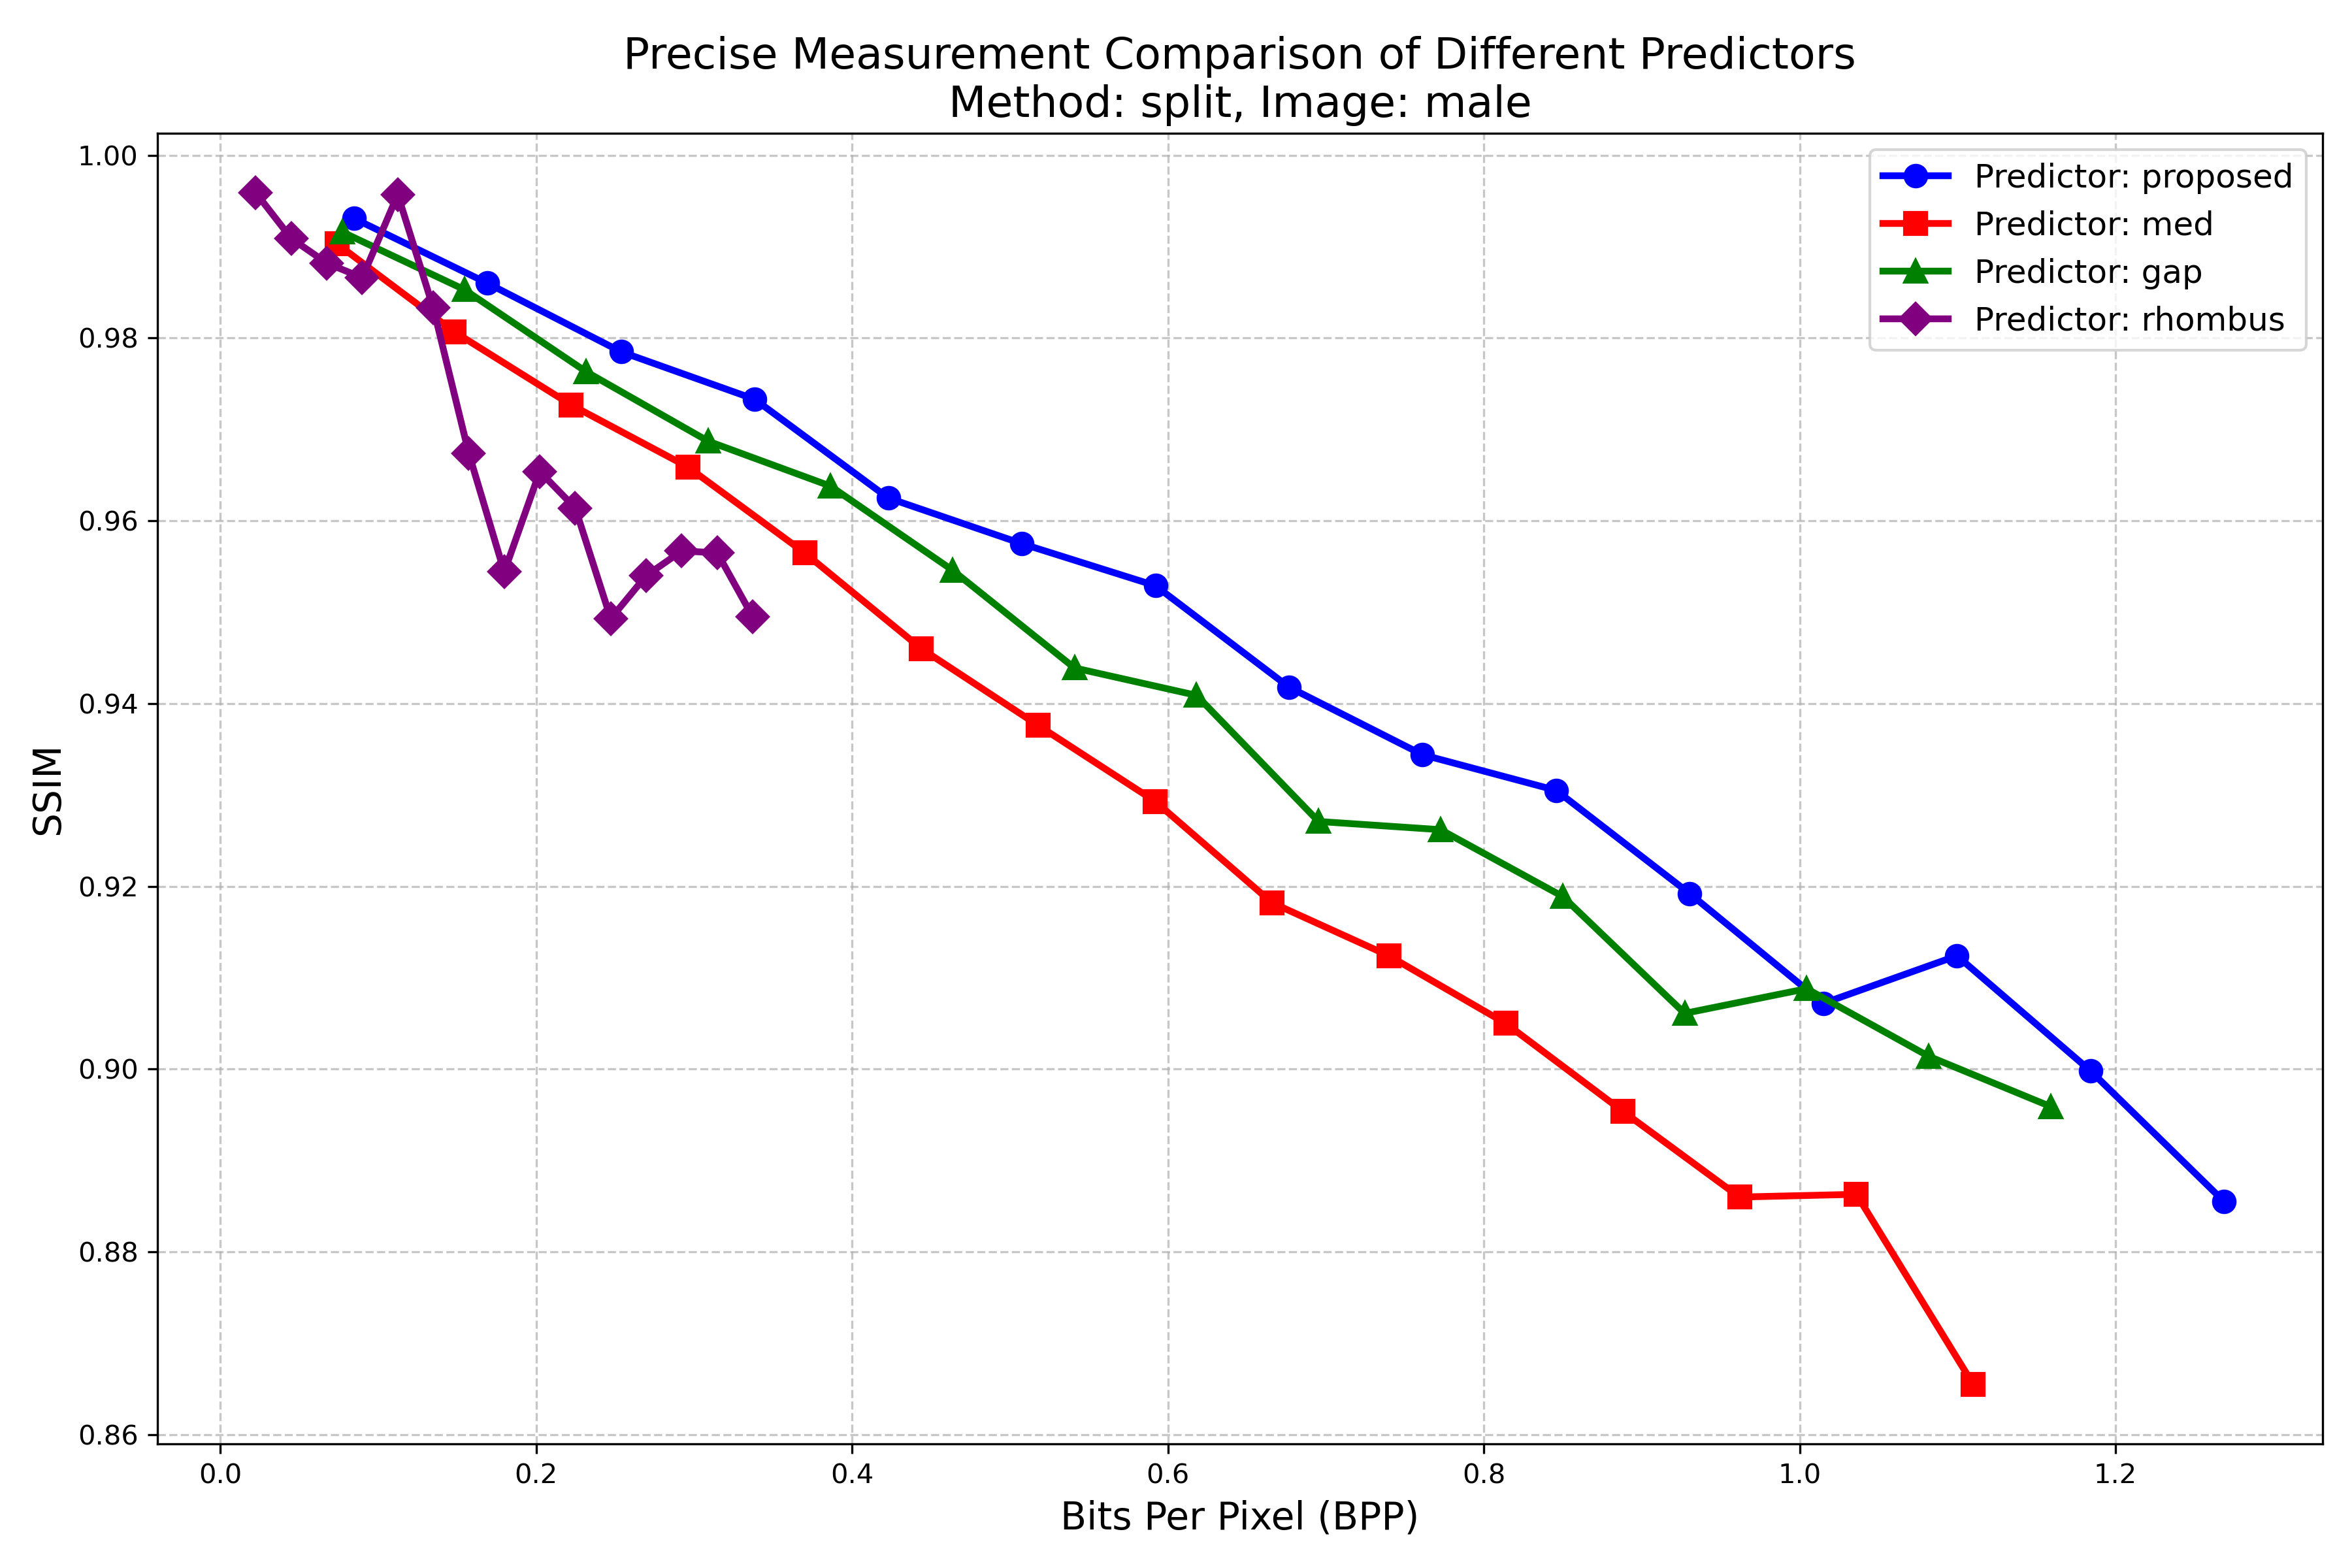 Precise Measurement Comparison of Different Predictors
Method: split, Image: male
Predictor: proposed
Predictor: med
Predictor: gap
Predictor: rhombus
SSIM
1.00
0.98
0.96
0.94
0.92
0.90
0.88
0.86
0.0 0.2 0.4 0.6 0.8 1.0 1.2
Bits Per Pixel (BPP)